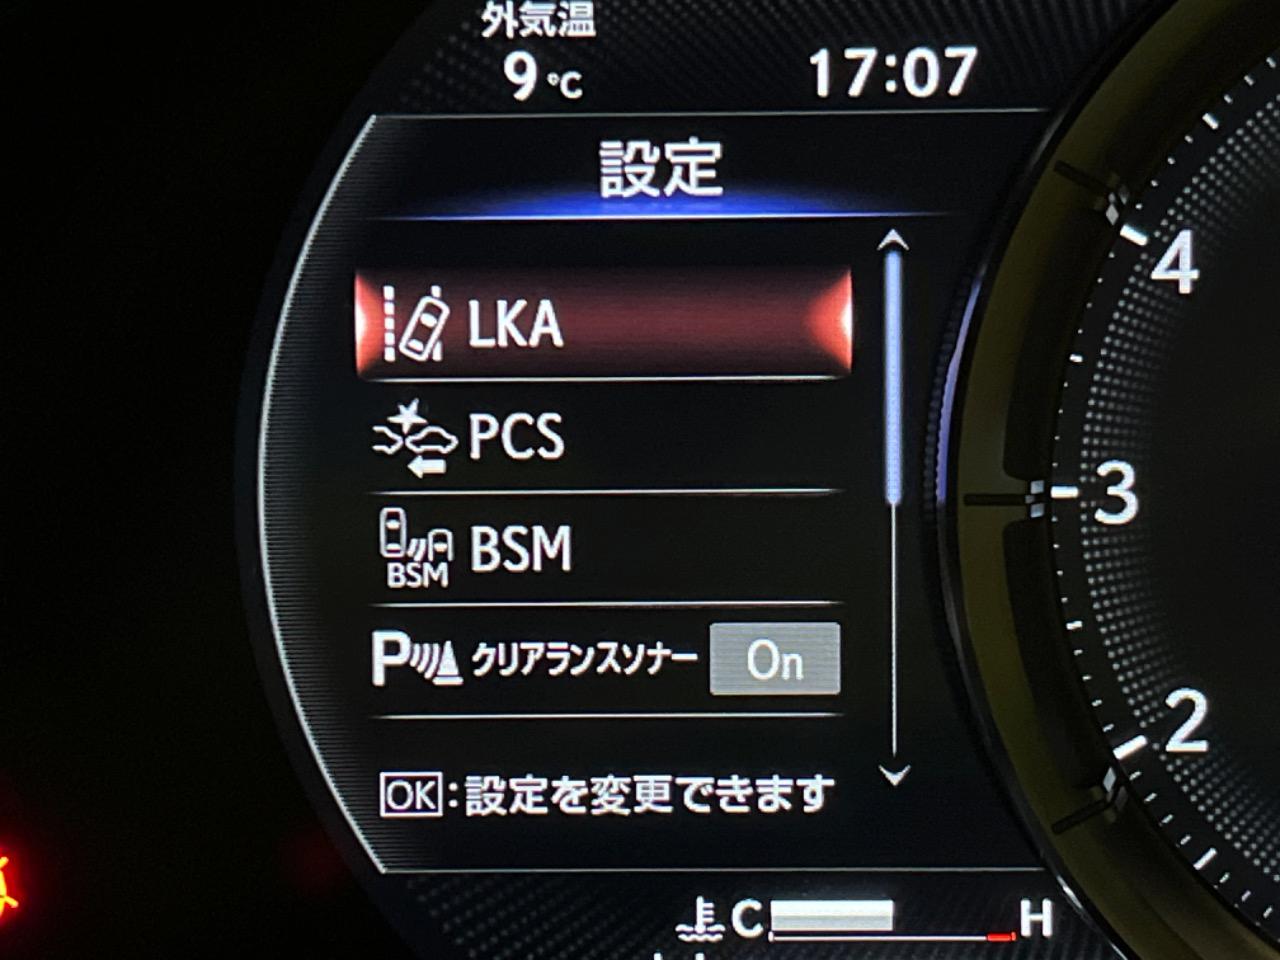 外気温
9℃ 17:07
設定
LKA
PCS
BSM
BSM
P クリアランスソナー On
OK:設定を変更できます
4
3
2
C H